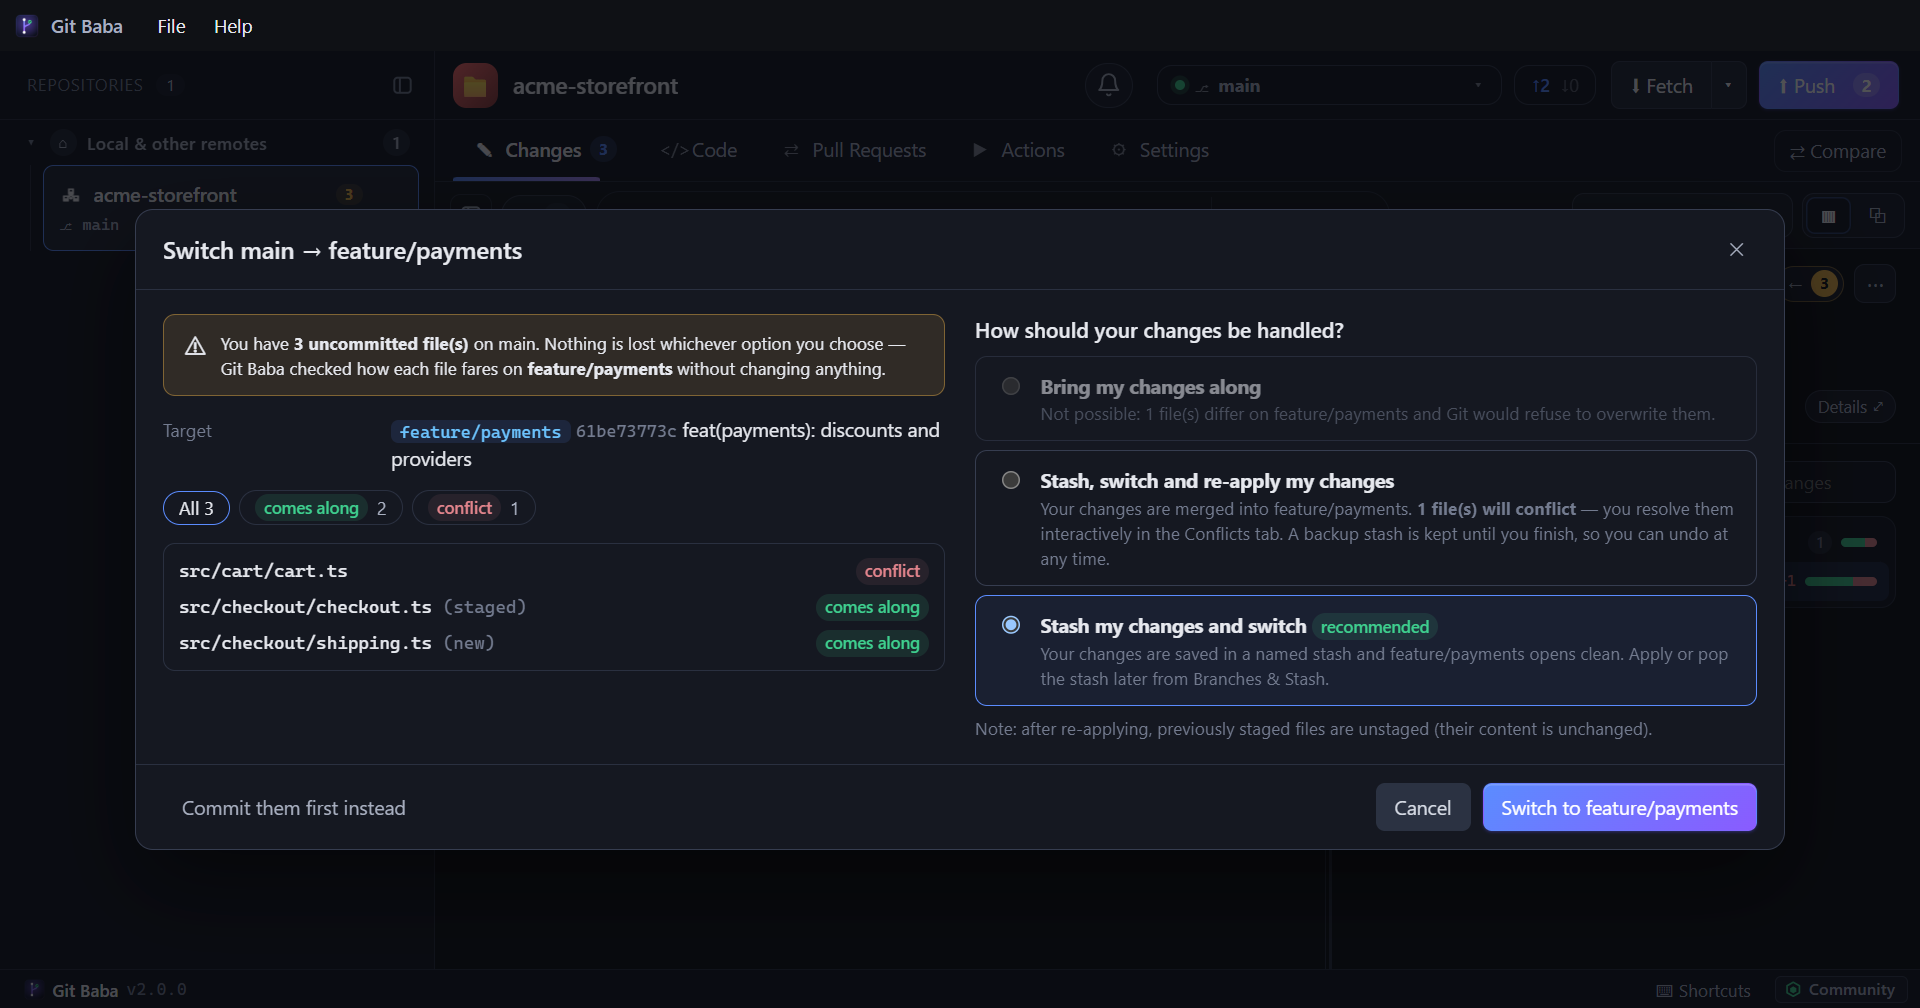 Git Baba File Help
REPOSITORIES 1
acme-storefront
main
↑2 ↓0
Fetch
Push 2
Local & other remotes 1
Changes 3
</> Code
Pull Requests
Actions
Settings
Compare
acme-storefront 3
main
Switch main → feature/payments
3
You have 3 uncommitted file(s) on main. Nothing is lost whichever option you choose —
Git Baba checked how each file fares on feature/payments without changing anything.
Target
feature/payments 61be73773c feat(payments): discounts and
providers
All 3
comes along 2
conflict 1
src/cart/cart.ts conflict
src/checkout/checkout.ts (staged) comes along
src/checkout/shipping.ts (new) comes along
How should your changes be handled?
Bring my changes along
Not possible: 1 file(s) differ on feature/payments and Git would refuse to overwrite them.
Stash, switch and re-apply my changes
Your changes are merged into feature/payments. 1 file(s) will conflict — you resolve them
interactively in the Conflicts tab. A backup stash is kept until you finish, so you can undo at
any time.
Stash my changes and switch recommended
Your changes are saved in a named stash and feature/payments opens clean. Apply or pop
the stash later from Branches & Stash.
Note: after re-applying, previously staged files are unstaged (their content is unchanged).
Details
1
Commit them first instead
Cancel
Switch to feature/payments
Git Baba v2.0.0
Shortcuts
Community